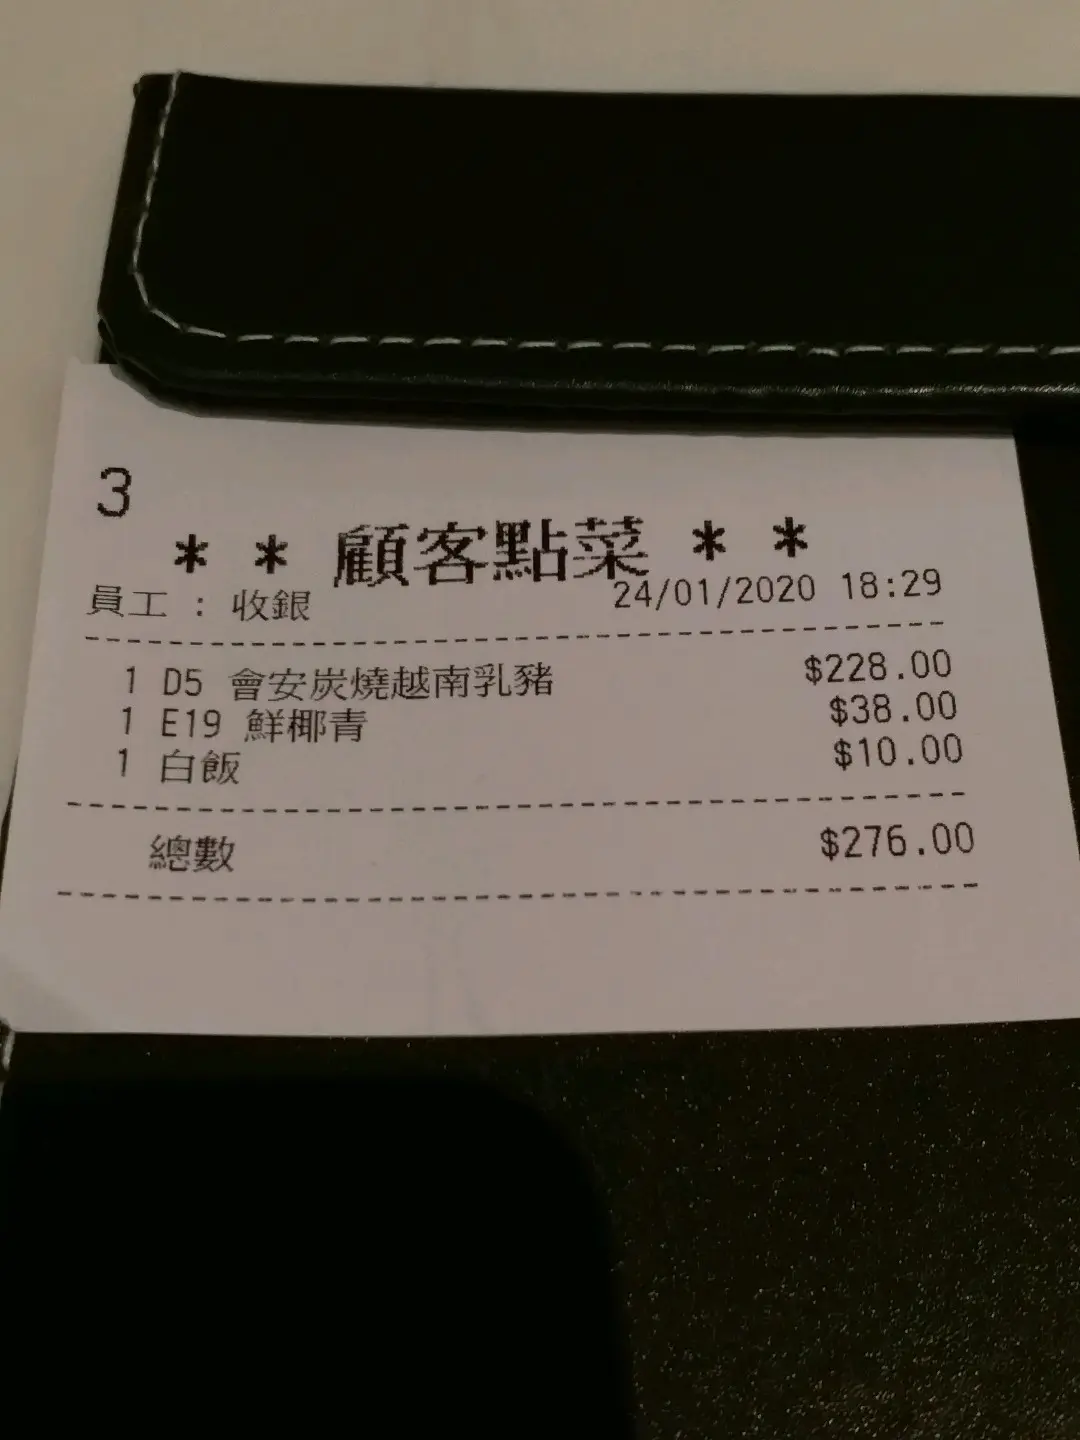 3
* * 顧客點菜 * *
員工 : 收銀 24/01/2020 18:29
1 D5 會安炭燒越南乳豬 $228.00
1 E19 鮮椰青 $38.00
1 白飯 $10.00
總數 $276.00